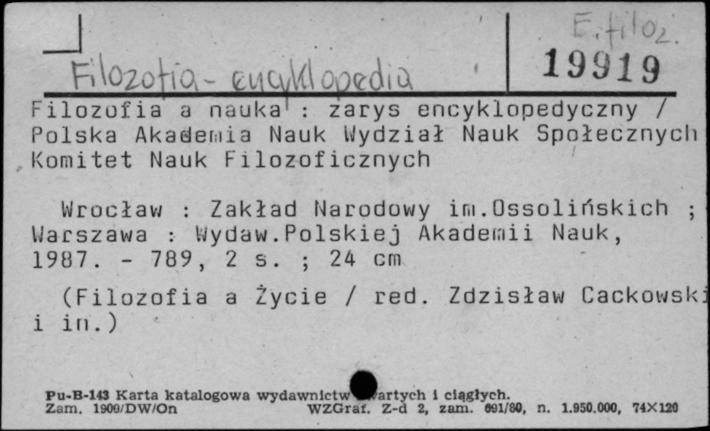 E. filoz.
19919
Filozofia - encyklopedia
Filozofia a nauka : zarys encyklopedyczny /
Polska Akademia Nauk Wydział Nauk Społecznych
Komitet Nauk Filozoficznych
Wrocław : Zakład Narodowy im.Ossolińskich ;
Warszawa : Wydaw.Polskiej Akademii Nauk,
1987. - 789, 2 s. ; 24 cm
(Filozofia a Życie / red. Zdzisław Cackowski
i in.)
Pu-B-143 Karta katalogowa wydawnictw zwartych i ciągłych.
Zam. 1909/DW/On WZGraf. Z-d 2, zam. 691/80, n. 1.950.000, 74×120